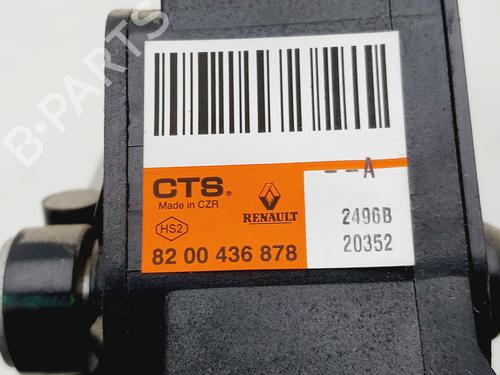 B-PARTS
--A
CTS®
Made in CZR
HS2
RENAULT
2496B
82 00 436 878
20352